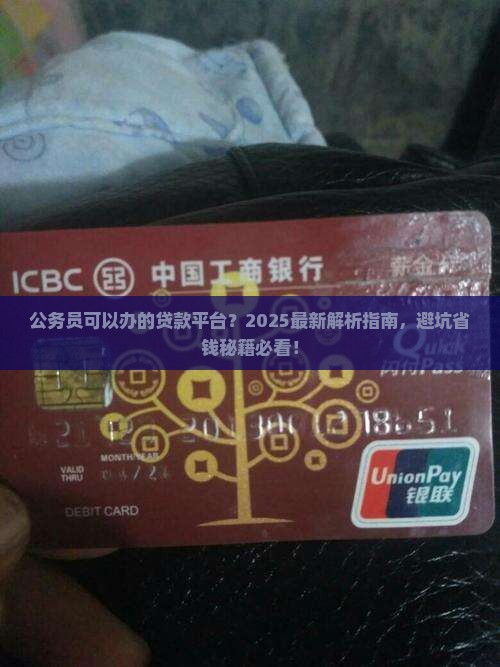 ICBC 中国工商银行
公务员可以办的贷款平台？2025最新解析指南，避坑省
钱秘籍必看！
Quick
Pass
MONTH/YEAR
VALID
THRU
UnionPay
银联
DEBIT CARD